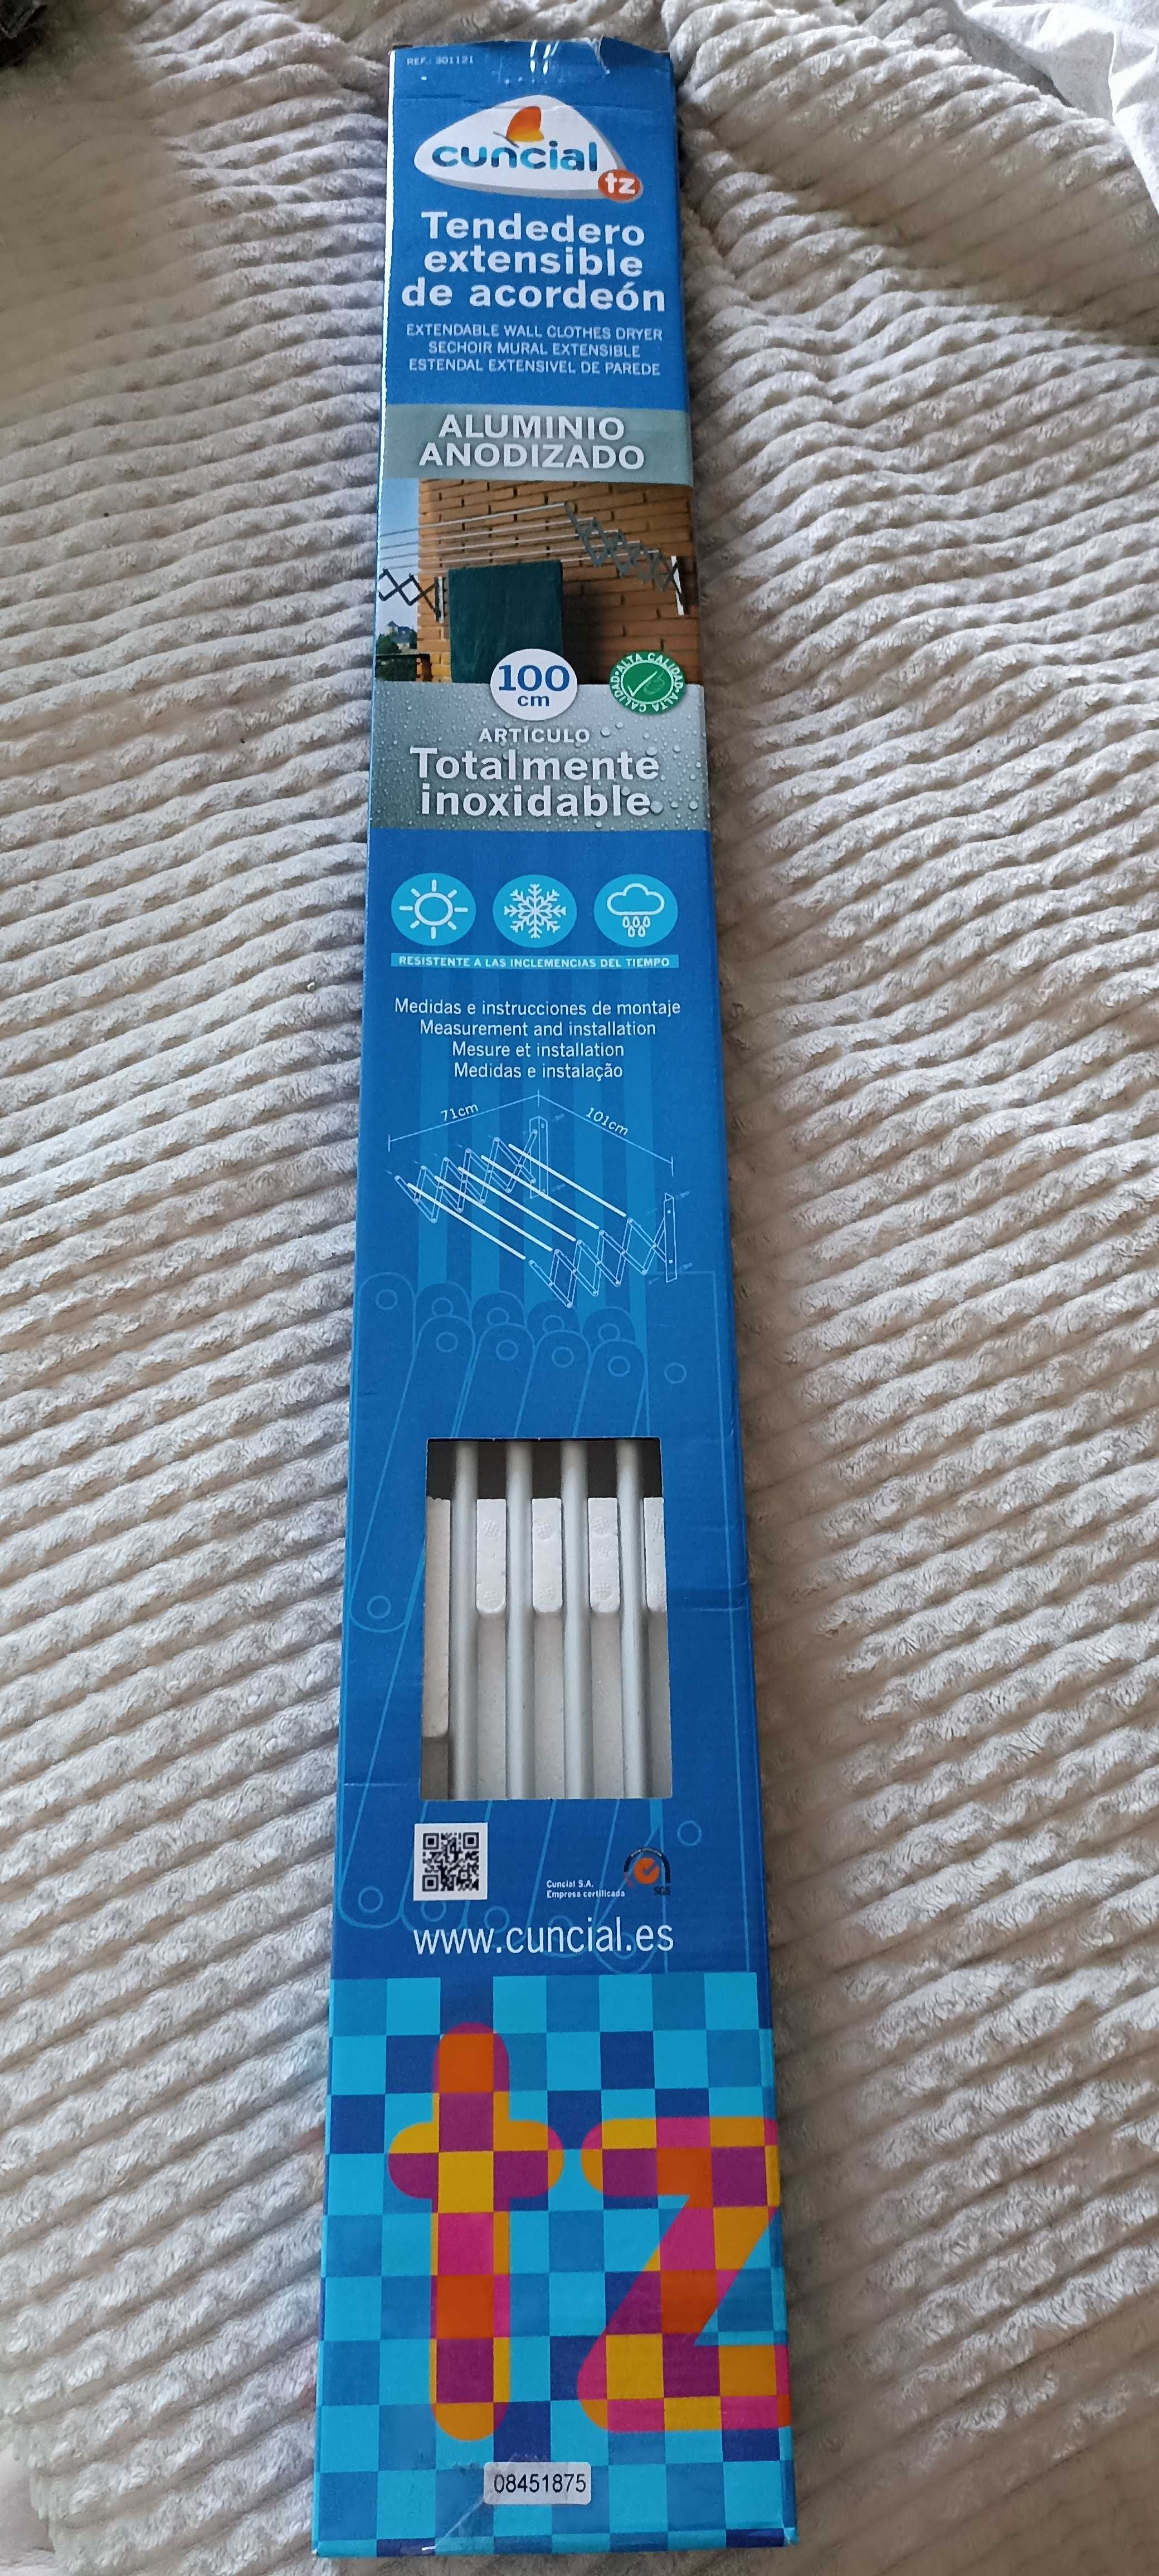 REF.: 301121
cuncial
tz
Tendedero
extensible
de acordeón
EXTENDABLE WALL CLOTHES DRYER
SECHOIR MURAL EXTENSIBLE
ESTENDAL EXTENSIVEL DE PAREDE
ALUMINIO
ANODIZADO
100
cm
ALTA CALIDAD • ALTA CALIDAD •
ARTÍCULO
Totalmente
inoxidable
RESISTENTE A LAS INCLEMENCIAS DEL TIEMPO
Medidas e instrucciones de montaje
Measurement and installation
Mesure et installation
Medidas e instalação
71cm
101cm
Cuncial S.A.
Empresa certificada
SGS
www.cuncial.es
tz
08451875